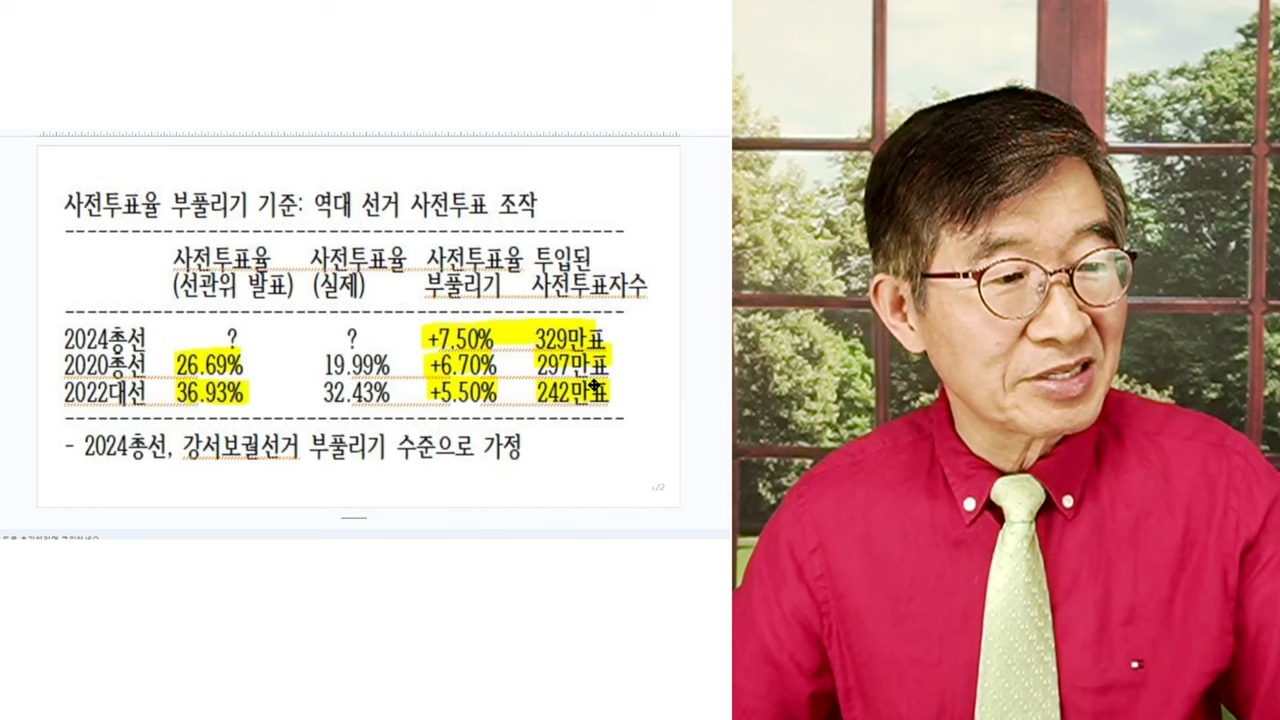 사전투표율 부풀리기 기준: 역대 선거 사전투표 조작
사전투표율 사전투표율 사전투표율 투입된
(선관위 발표) (실제) 부풀리기 사전투표자수
2024총선 ? ? +7.50% 329만표
2020총선 26.69% 19.99% +6.70% 297만표
2022대선 36.93% 32.43% +5.50% 242만표
- 2024총선, 강서보궐선거 부풀리기 수준으로 가정